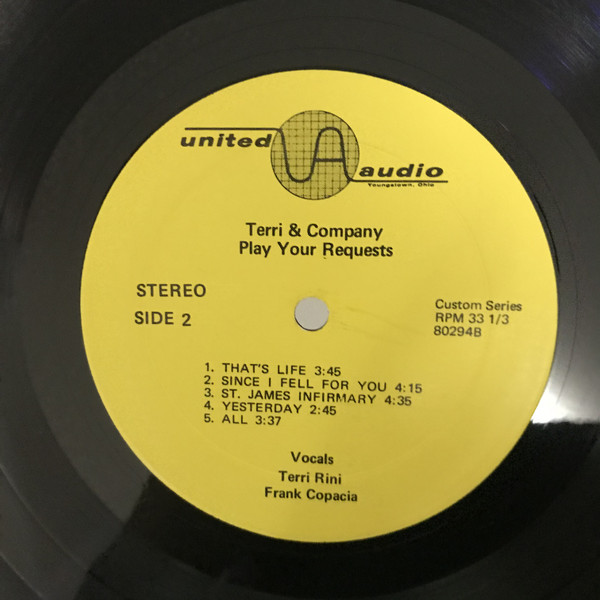 united UA audio
Youngstown, Ohio
Terri & Company
Play Your Requests
STEREO
SIDE 2
Custom Series
RPM 33 1/3
80294B
1. THAT'S LIFE 3:45
2. SINCE I FELL FOR YOU 4:15
3. ST. JAMES INFIRMARY 4:35
4. YESTERDAY 2:45
5. ALL 3:37
Vocals
Terri Rini
Frank Copacia